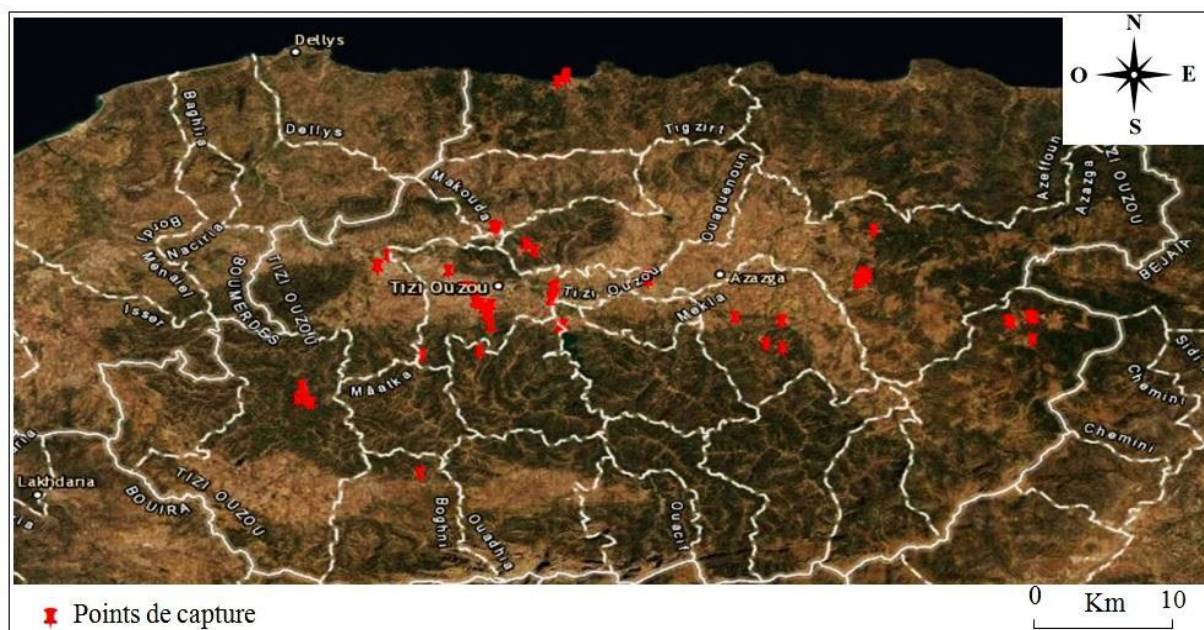 Dellys
N
O E
S
Baghlia
Dellys
Tigzirt
Makouda
Ouaguenoun
Azeffoun
Azazga
TIZI OUZOU
Bordj
Menaiel
Naciria
BOUMERDES
TIZI OUZOU
BEJAIA
Tizi Ouzou
Tizi Ouzou
Azazga
Mekla
Isser
Sidi
Maatka
Chemini
Chemini
Lakhdaria
TIZI OUZOU
BOUIRA
Boghni
Ouadhia
Ouacif
Points de capture
0 Km 10